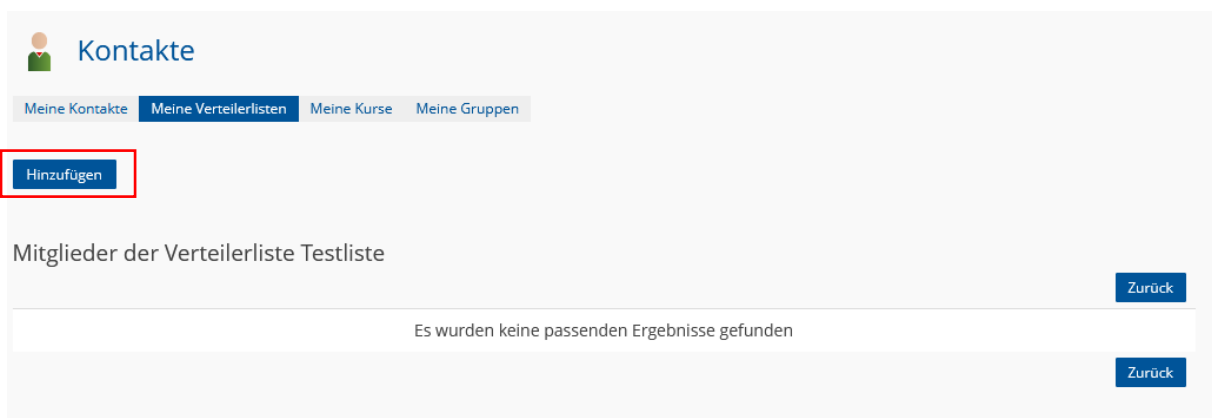 Kontakte
Meine Kontakte Meine Verteilerlisten Meine Kurse Meine Gruppen
Hinzufügen
Mitglieder der Verteilerliste Testliste
Zurück
Es wurden keine passenden Ergebnisse gefunden
Zurück